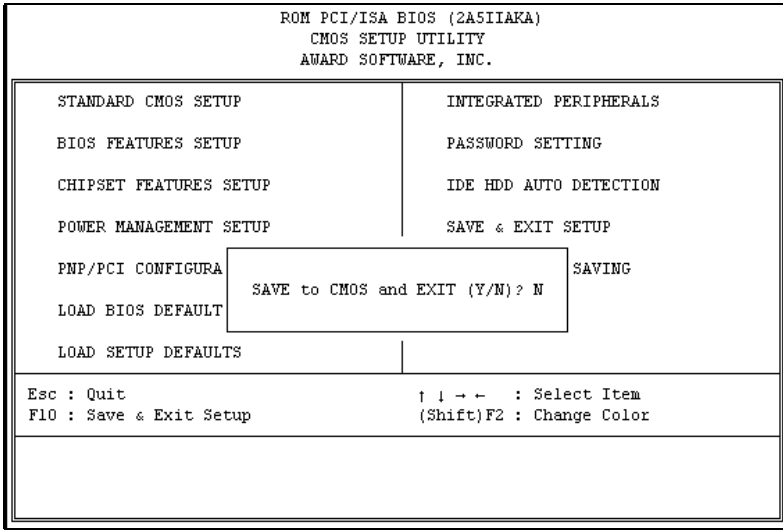 ROM PCI/ISA BIOS (2A5IIAKA)
CMOS SETUP UTILITY
AWARD SOFTWARE, INC.
STANDARD CMOS SETUP
BIOS FEATURES SETUP
CHIPSET FEATURES SETUP
POWER MANAGEMENT SETUP
PNP/PCI CONFIGURA
LOAD BIOS DEFAULT
LOAD SETUP DEFAULTS
INTEGRATED PERIPHERALS
PASSWORD SETTING
IDE HDD AUTO DETECTION
SAVE & EXIT SETUP
SAVING
SAVE to CMOS and EXIT (Y/N)? N
Esc : Quit
F10 : Save & Exit Setup
↑ ↓ → ← : Select Item
(Shift)F2 : Change Color